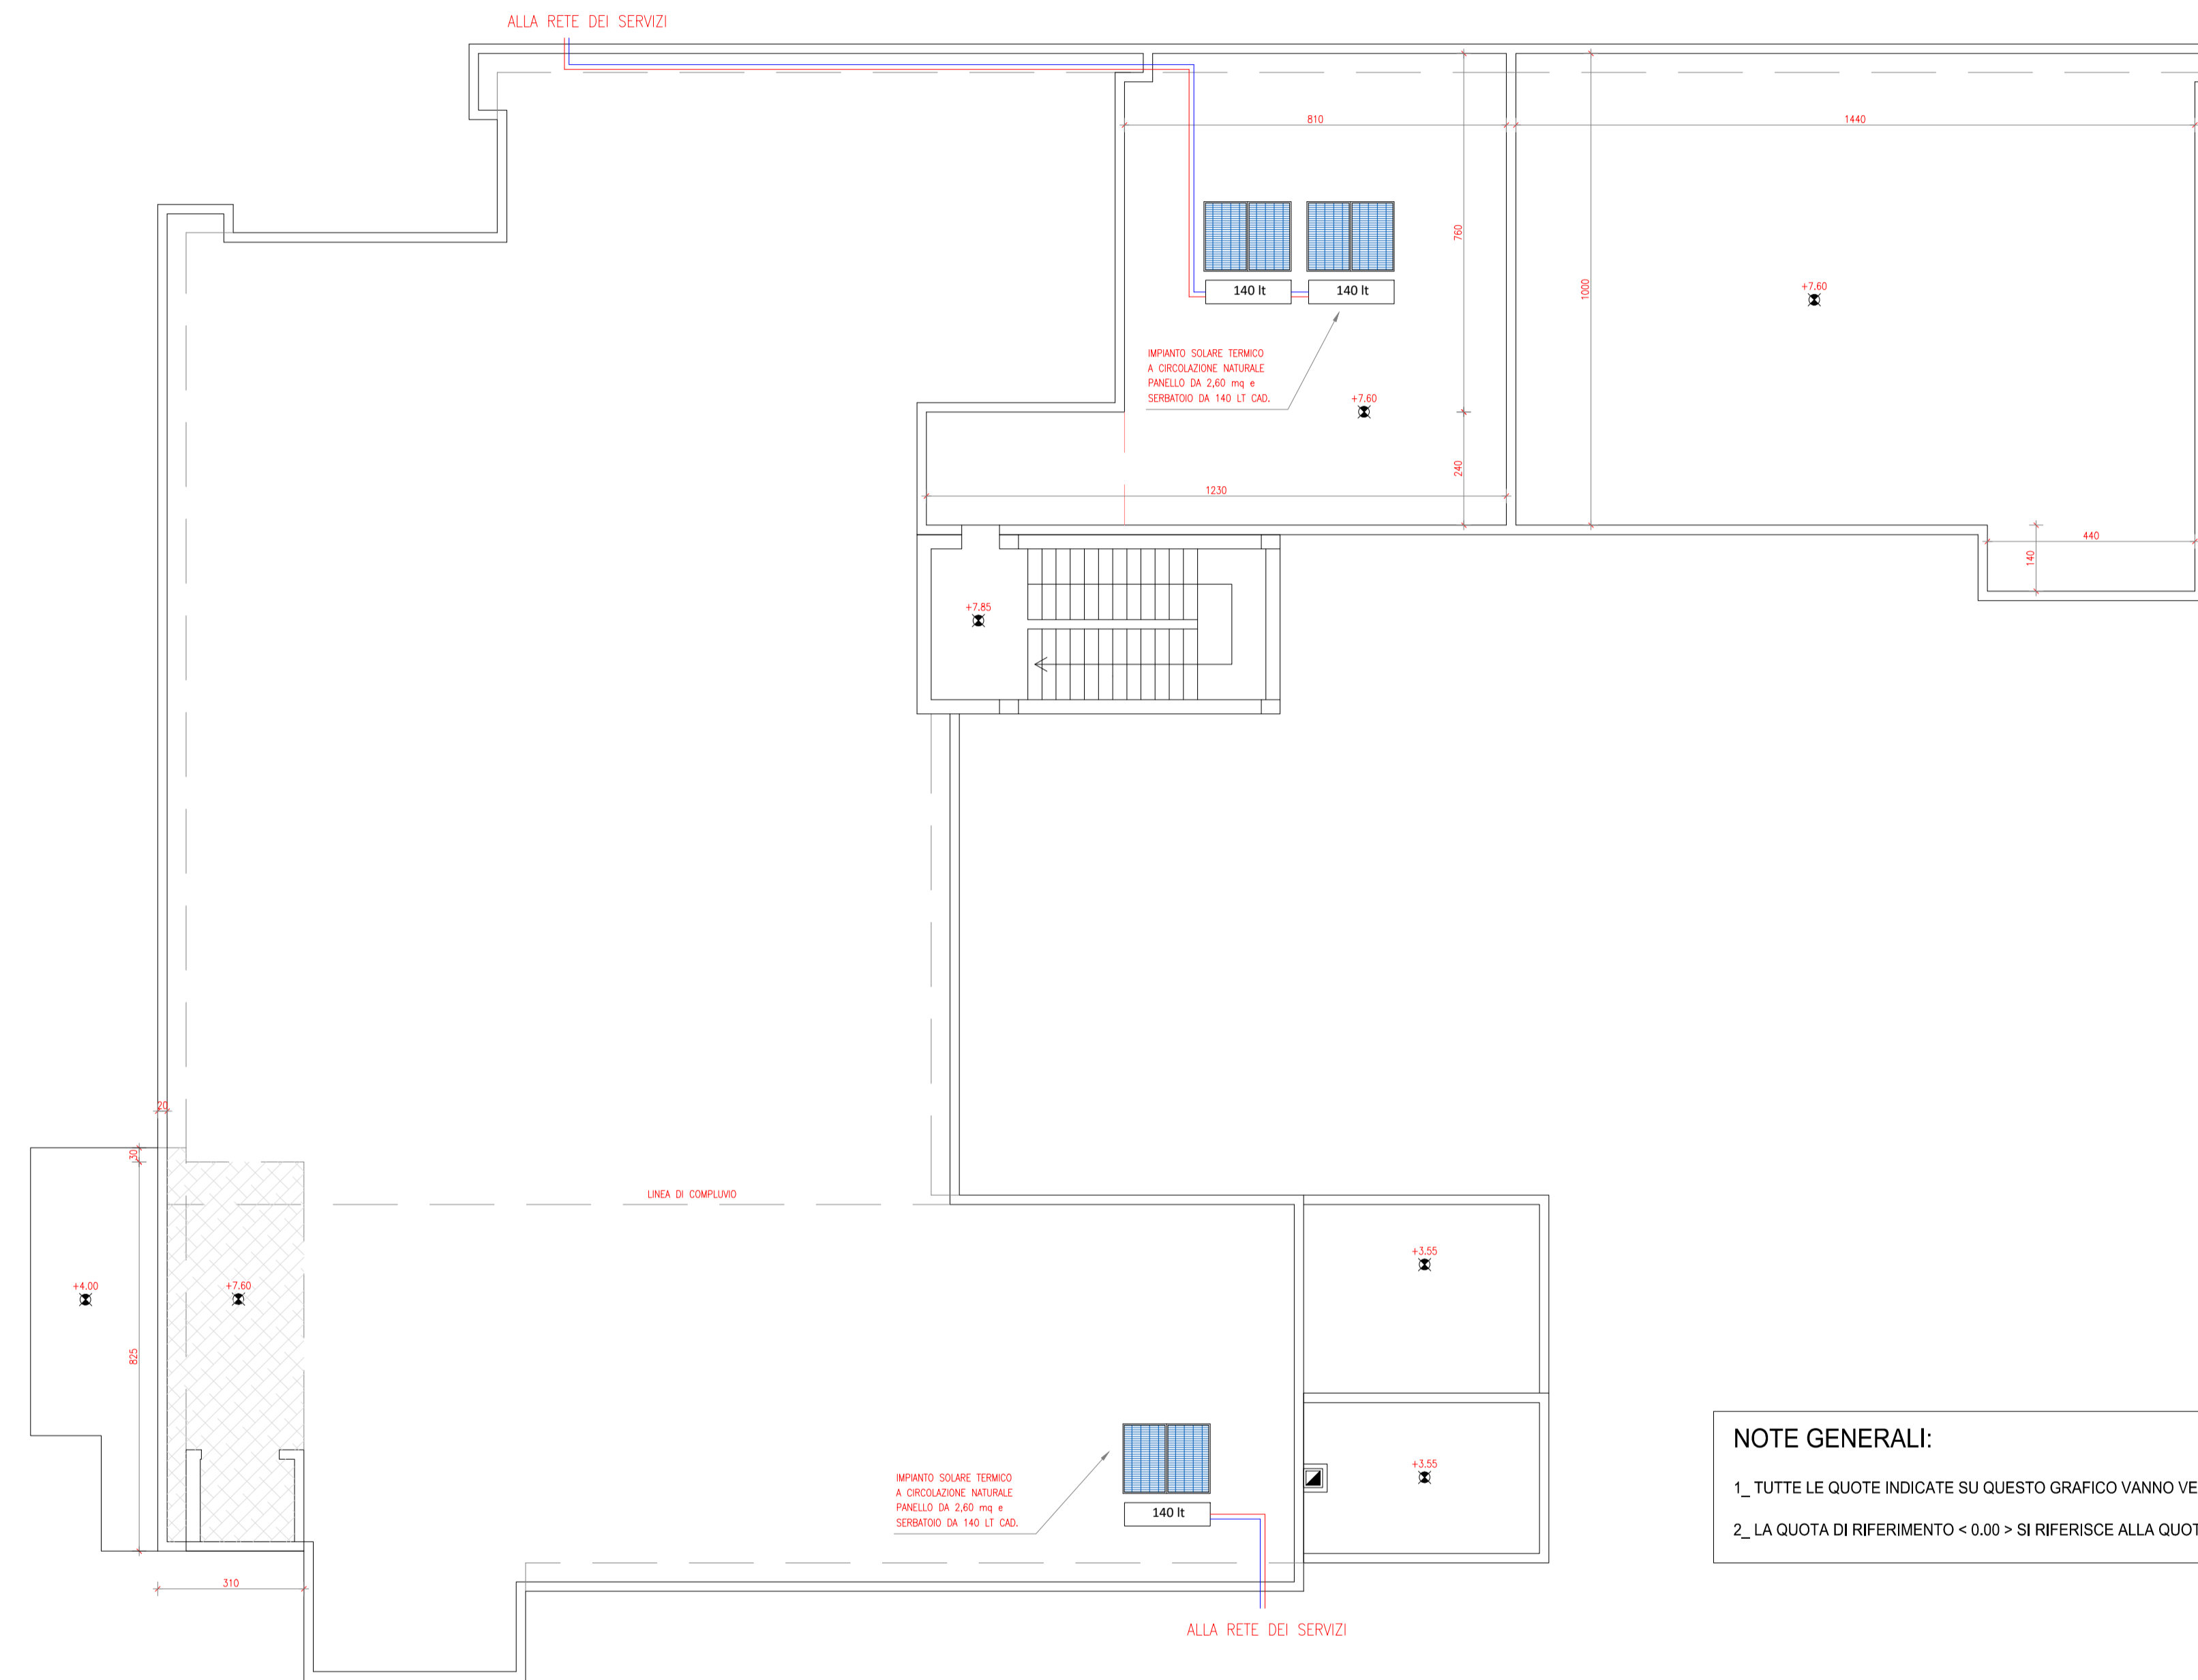 ALLA RETE DEI SERVIZI
810
1440
760
1000
140 lt
140 lt
+7.60
IMPIANTO SOLARE TERMICO
A CIRCOLAZIONE NATURALE
PANELLO DA 2,60 mq e
SERBATOIO DA 140 LT CAD.
+7.60
240
1230
440
140
+7.85
20
30
LINEA DI COMPLUVIO
+4.00
+7.60
+3.55
825
+3.55
IMPIANTO SOLARE TERMICO
A CIRCOLAZIONE NATURALE
PANELLO DA 2,60 mq e
SERBATOIO DA 140 LT CAD.
140 lt
310
ALLA RETE DEI SERVIZI
NOTE GENERALI:
1_ TUTTE LE QUOTE INDICATE SU QUESTO GRAFICO VANNO VE
2_ LA QUOTA DI RIFERIMENTO < 0.00 > SI RIFERISCE ALLA QUOT